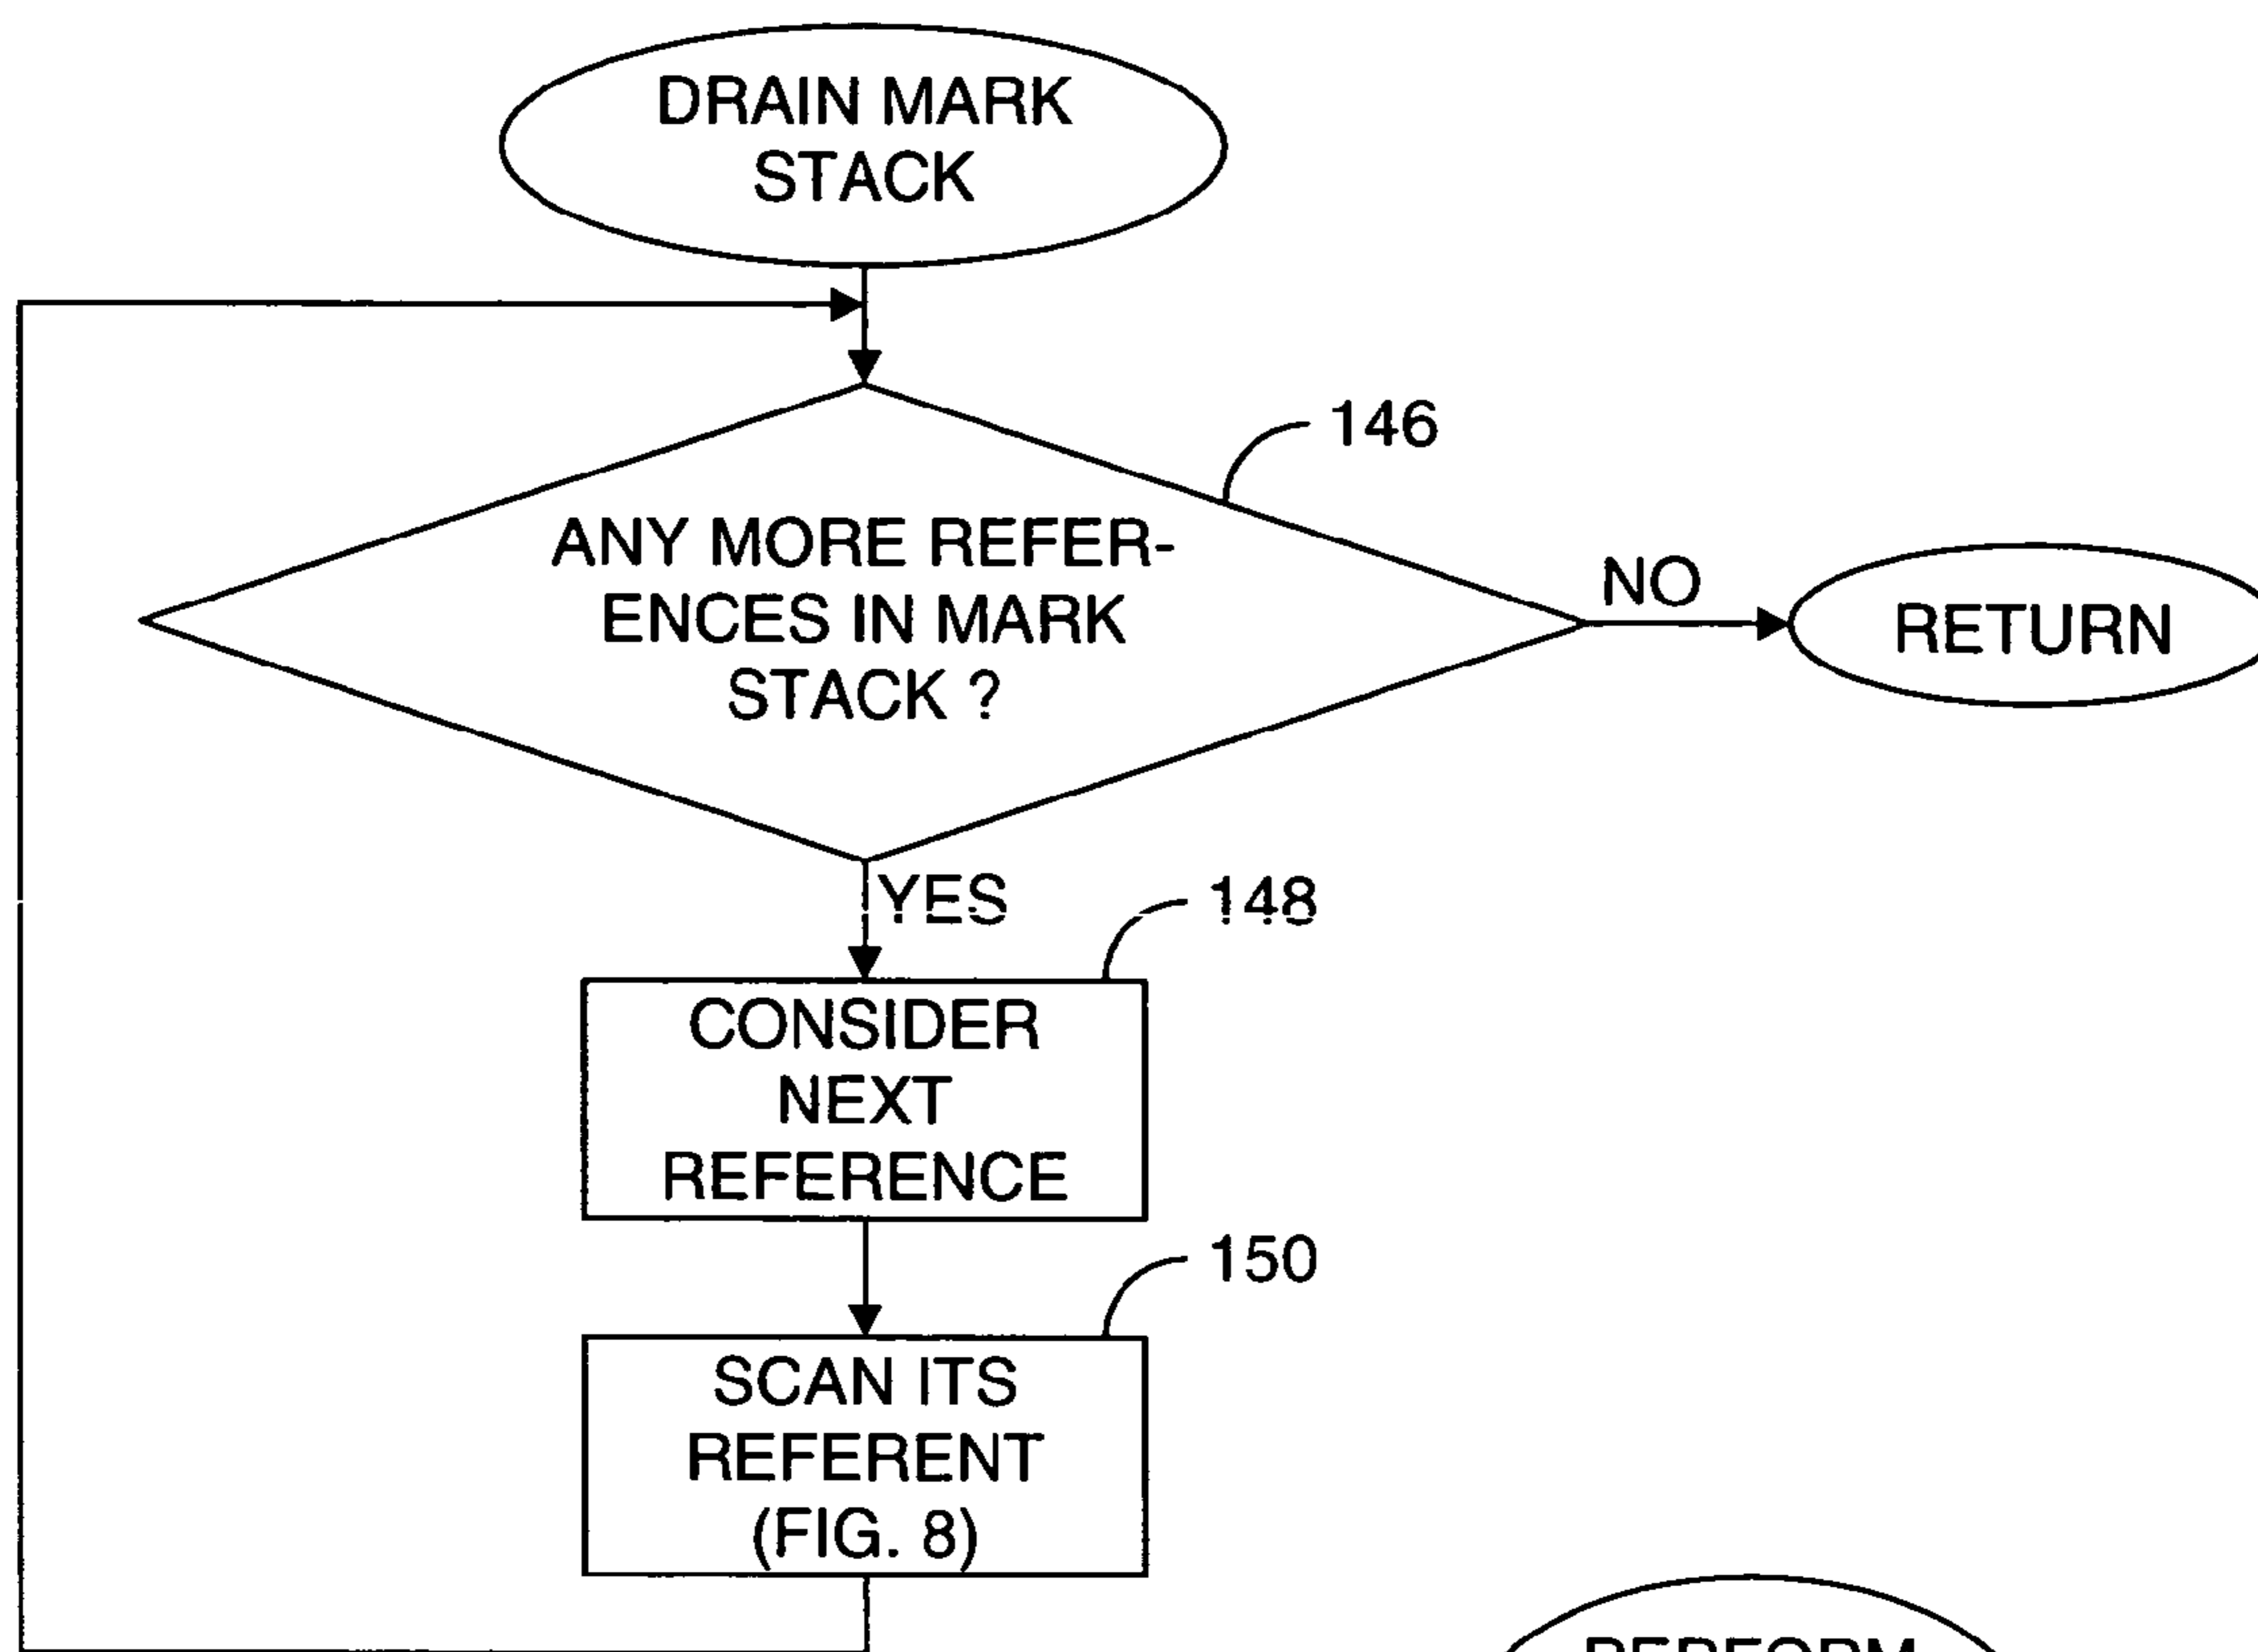 DRAIN MARK
STACK
146
ANY MORE REFER-
ENCES IN MARK
STACK ?
NO
RETURN
YES
148
CONSIDER
NEXT
REFERENCE
150
SCAN ITS
REFERENT
(FIG. 8)
PERFORM